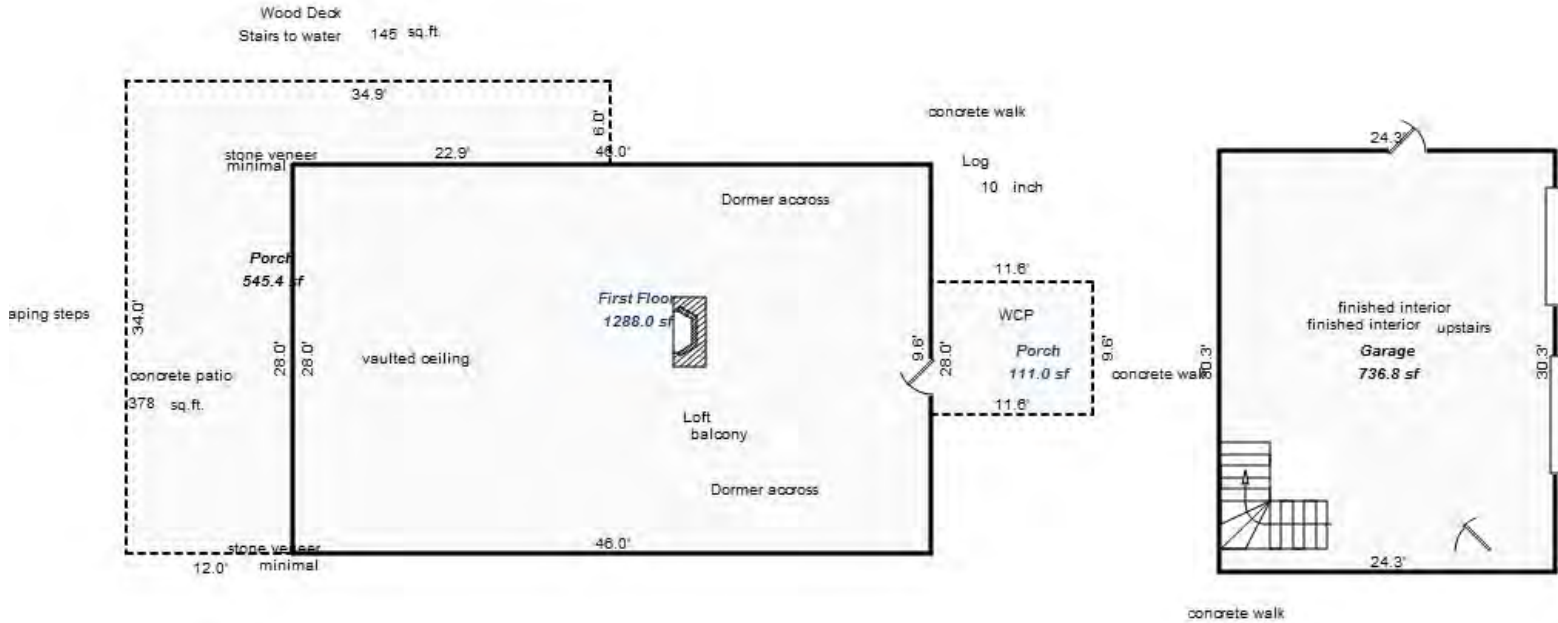 Wood Deck
Stairs to water 145 sq.ft.
34.9'
6.0'
concrete walk
24.3'
stone veneer
minimal
22.9'
46.0'
Log
10 inch
Dormer accross
Porch
545.4 sf
First Floor
1288.0 sf
11.6'
WCP
finished interior
finished interior upstairs
aping steps
34.0'
28.0'
28.0'
vaulted ceiling
9.6'
28.0'
Porch
111.0 sf
9.6'
concrete walk
30.3'
Garage
736.8 sf
30.3'
concrete patio
378 sq.ft.
11.6'
Loft
balcony
Dormer accross
stone veneer
minimal
12.0'
46.0'
24.3'
concrete walk